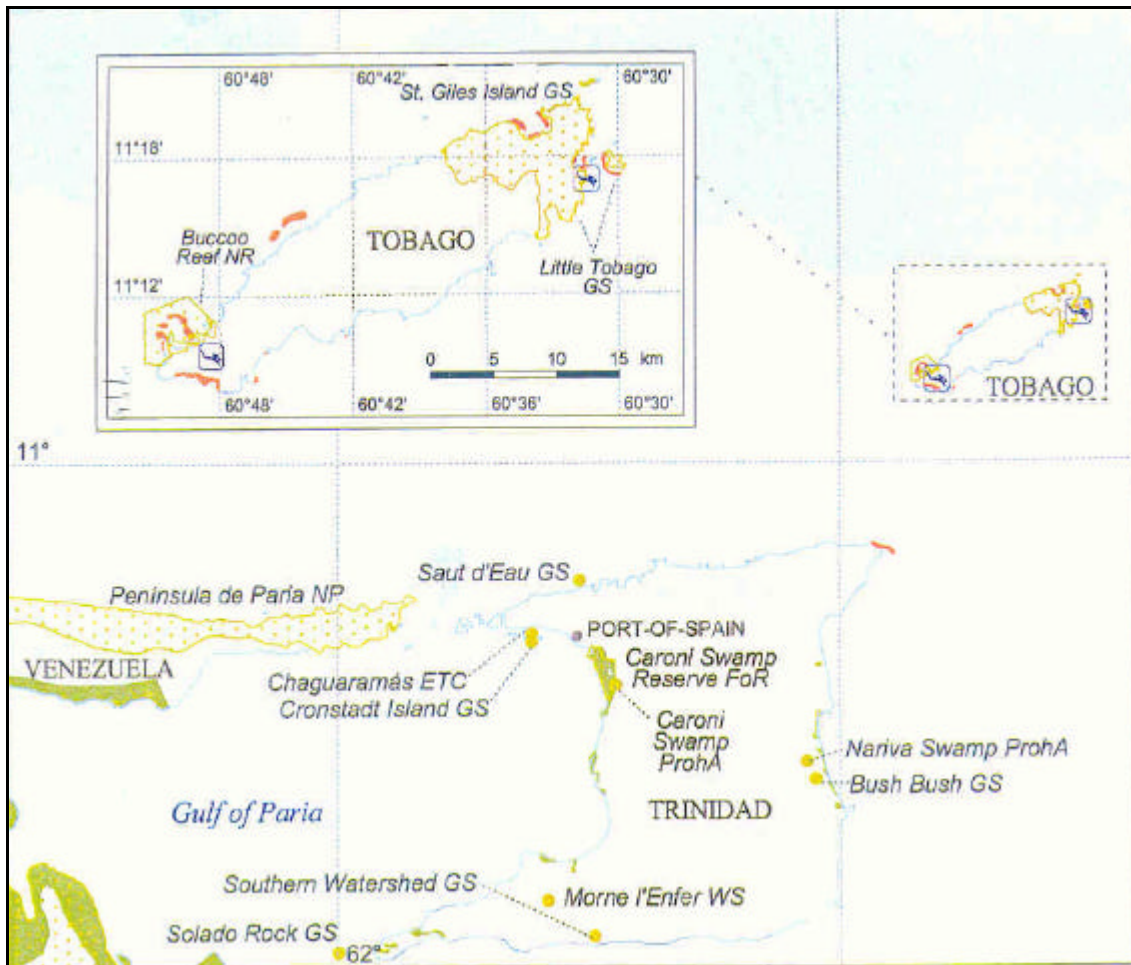 60°48'
60°42'
60°30'
St. Giles Island GS
11°18'
Buccoo
Reef NR
TOBAGO
Little Tobago
GS
11°12'
0 5 10 15 km
60°48'
60°42'
60°36'
60°30'
TOBAGO
11°
Saut d'Eau GS
Península de Paria NP
PORT-OF-SPAIN
VENEZUELA
Caroni Swamp
Reserve FoR
Chaguaramás ETC
Cronstadt Island GS
Caroni
Swamp
ProhA
Nariva Swamp ProhA
Bush Bush GS
TRINIDAD
Gulf of Paria
Southern Watershed GS
Morne l'Enfer WS
Solado Rock GS
62°